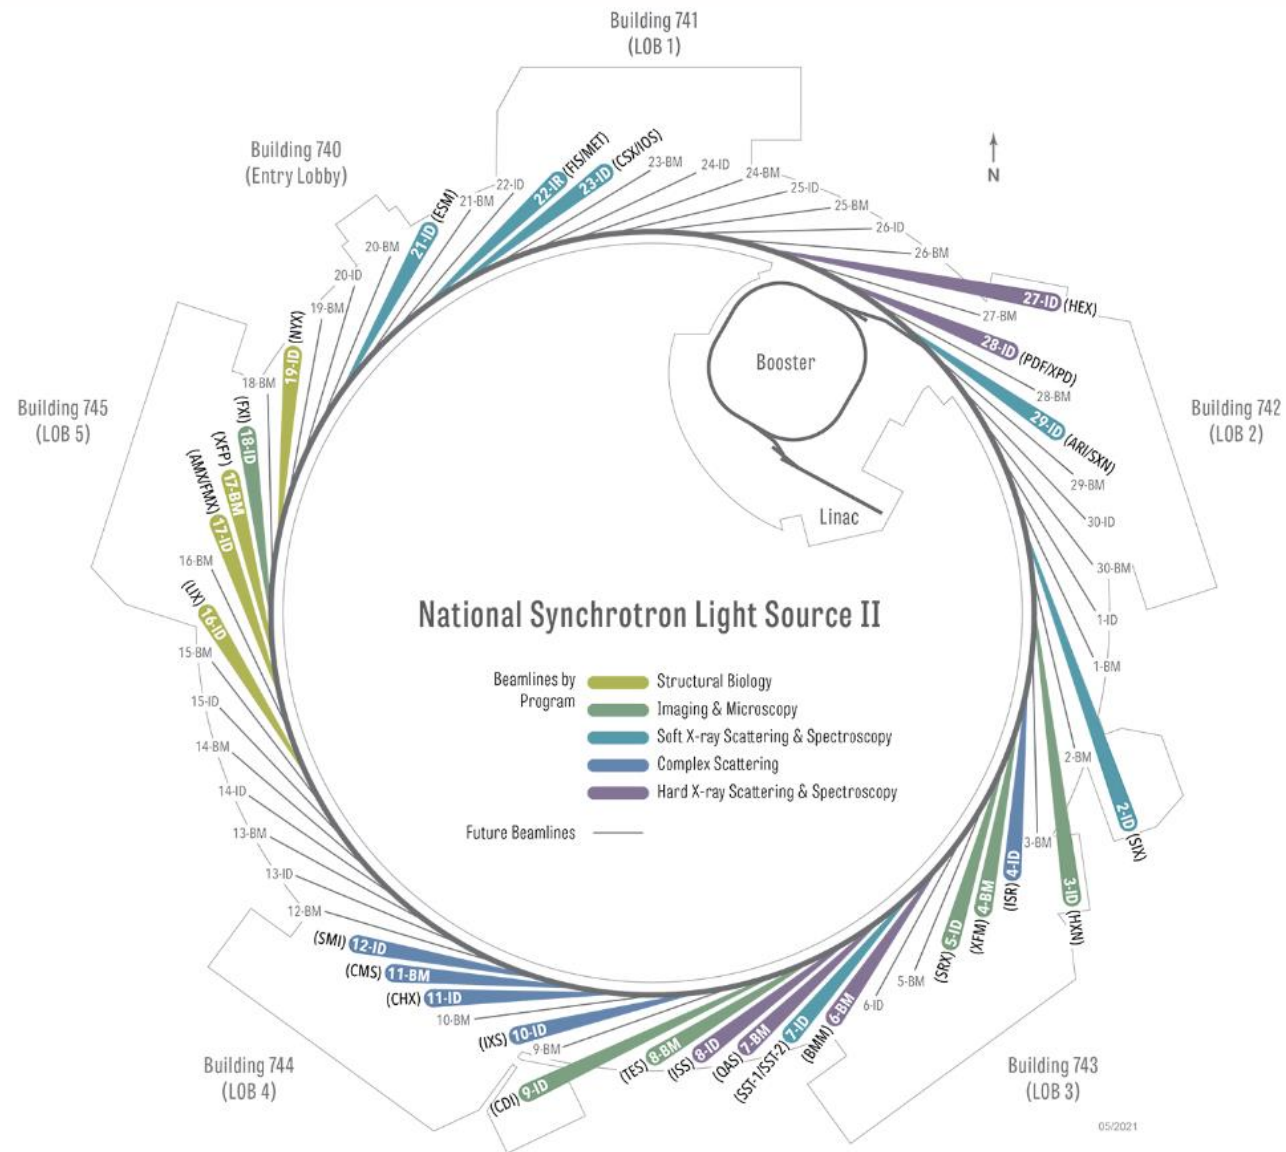 Building 741
(LOB 1)
Building 740
(Entry Lobby)
N
22-IR (FIS/MET)
23-ID (CSX/IOS)
23-BM
24-ID
24-BM
25-ID
25-BM
26-ID
26-BM
27-ID (HEX)
27-BM
28-ID (PDF/XPD)
28-BM
29-ID (ARI/SXN)
29-BM
30-ID
30-BM
1-ID
1-BM
2-ID (SIX)
2-BM
3-ID (HXN)
3-BM
4-ID (ISR)
4-BM (XFM)
5-ID (SRX)
5-BM
6-ID
6-BM (BMM)
7-ID (SST-1/SST-2)
7-BM (QAS)
8-ID (ISS)
8-BM (TES)
(CDI) 9-ID
9-BM
(IXS) 10-ID
10-BM
(CHX) 11-ID
(CMS) 11-BM
(SMI) 12-ID
12-BM
13-ID
13-BM
14-ID
14-BM
15-ID
15-BM
16-ID (LIX)
16-BM
17-ID (AMX/FMX)
17-BM (XFP)
18-ID (FXI)
18-BM
19-ID (NYX)
19-BM
20-ID
20-BM
21-ID (ESM)
21-BM
22-ID
Building 742
(LOB 2)
Building 745
(LOB 5)
Booster
Linac
National Synchrotron Light Source II
Beamlines by
Program
Structural Biology
Imaging & Microscopy
Soft X-ray Scattering & Spectroscopy
Complex Scattering
Hard X-ray Scattering & Spectroscopy
Future Beamlines
Building 744
(LOB 4)
Building 743
(LOB 3)
05/2021